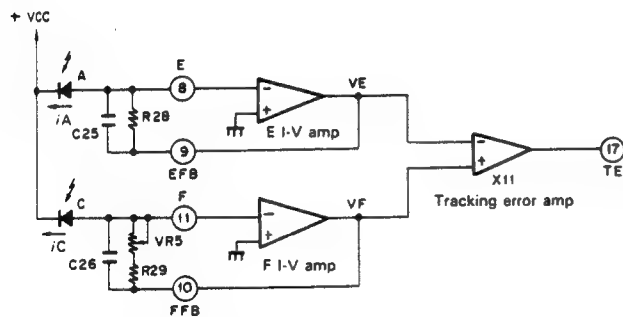 + VCC
A
iA
C25
R28
E
8
9
EFB
-
+
E I-V amp
VE
-
+
X11
Tracking error amp
17
TE
C
iC
C26
VR5
R29
F
11
10
FFB
-
+
F I-V amp
VF